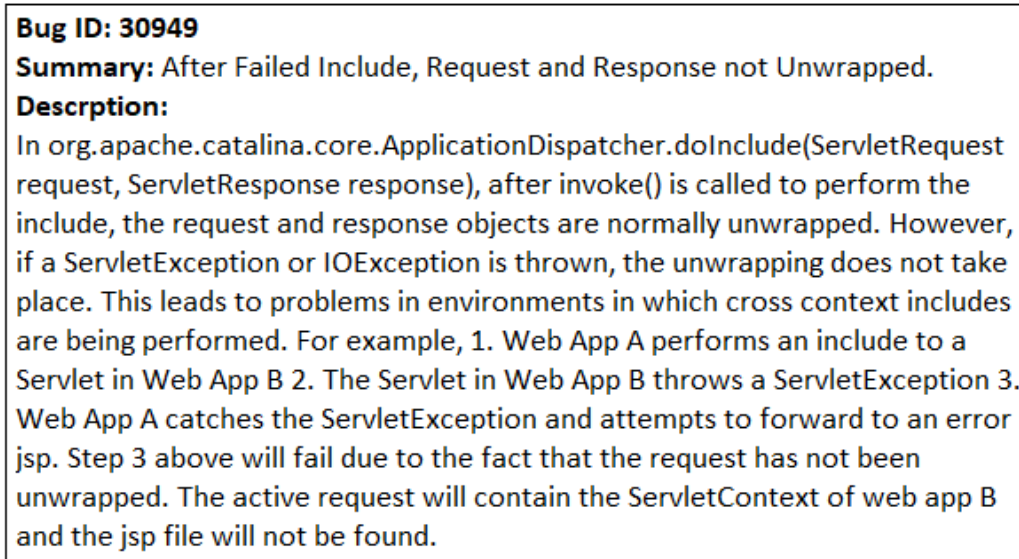 Bug ID: 30949
Summary: After Failed Include, Request and Response not Unwrapped.
Descrption:
In org.apache.catalina.core.ApplicationDispatcher.doInclude(ServletRequest
request, ServletResponse response), after invoke() is called to perform the
include, the request and response objects are normally unwrapped. However,
if a ServletException or IOException is thrown, the unwrapping does not take
place. This leads to problems in environments in which cross context includes
are being performed. For example, 1. Web App A performs an include to a
Servlet in Web App B 2. The Servlet in Web App B throws a ServletException 3.
Web App A catches the ServletException and attempts to forward to an error
jsp. Step 3 above will fail due to the fact that the request has not been
unwrapped. The active request will contain the ServletContext of web app B
and the jsp file will not be found.